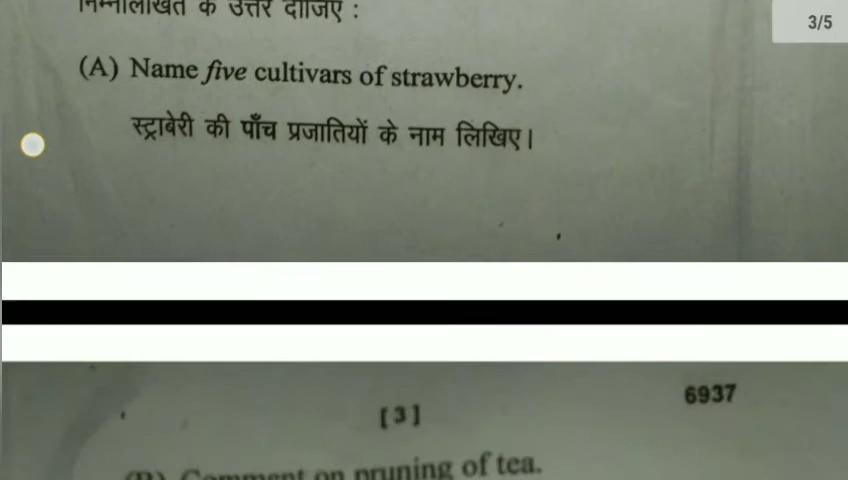 निम्नलिखित के उत्तर दीजिए :
3/5
(A) Name five cultivars of strawberry.
स्ट्राबेरी की पाँच प्रजातियों के नाम लिखिए।
6937
[3]
(B) Comment on pruning of tea.